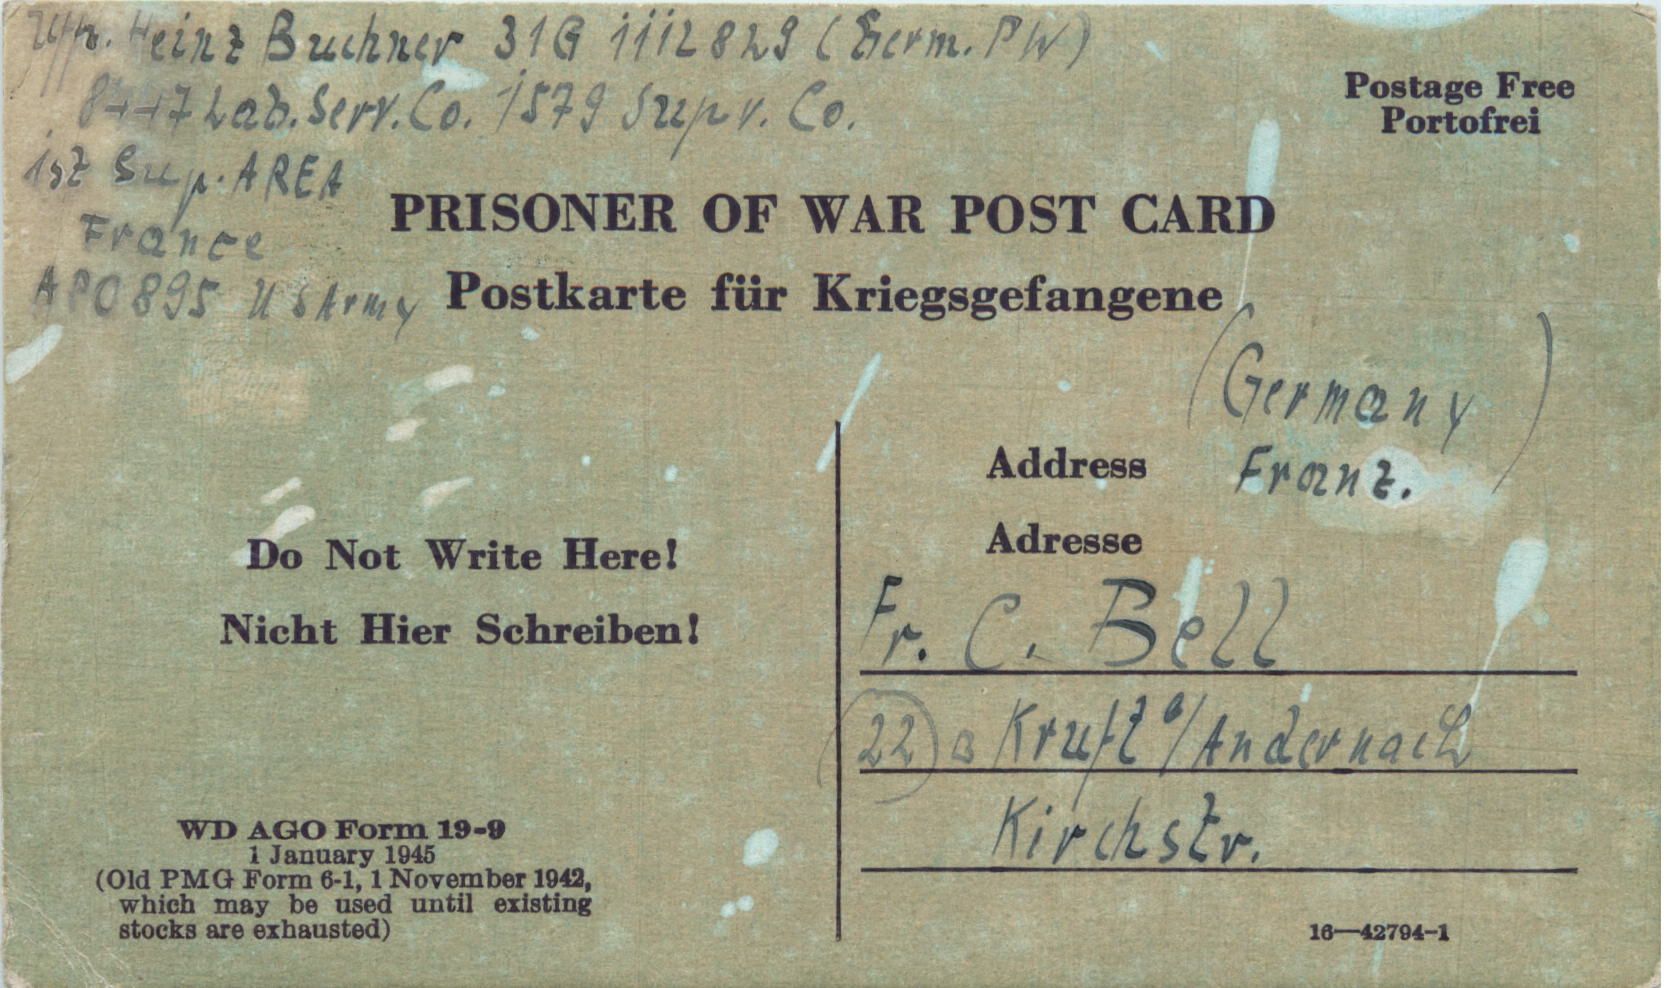 Uffz. Heinz Buchner 31G 1112829 (Germ. PW)
Lab. Serv. Co. 1579 Supv. Co.
1st Sup. AREA
France
APO 895 US Army
Postage Free
Portofrei
PRISONER OF WAR POST CARD
Postkarte für Kriegsgefangene
(Germany)
Address Franz.
Adresse
Do Not Write Here!
Nicht Hier Schreiben!
Fr. C. Bell
(22) a Kruft a/Andernach
Kirchstr.
WD AGO Form 19-9
1 January 1945
(Old PMG Form 6-1, 1 November 1942,
which may be used until existing
stocks are exhausted)
16—42794-1